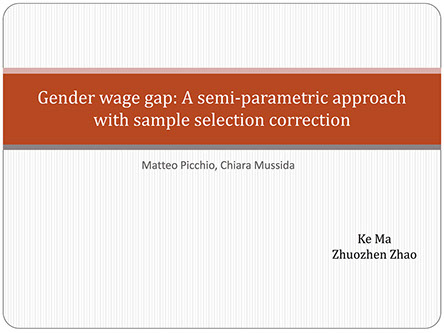 Gender wage gap: A semi-parametric approach
with sample selection correction
Matteo Picchio, Chiara Mussida
Ke Ma
Zhuozhen Zhao